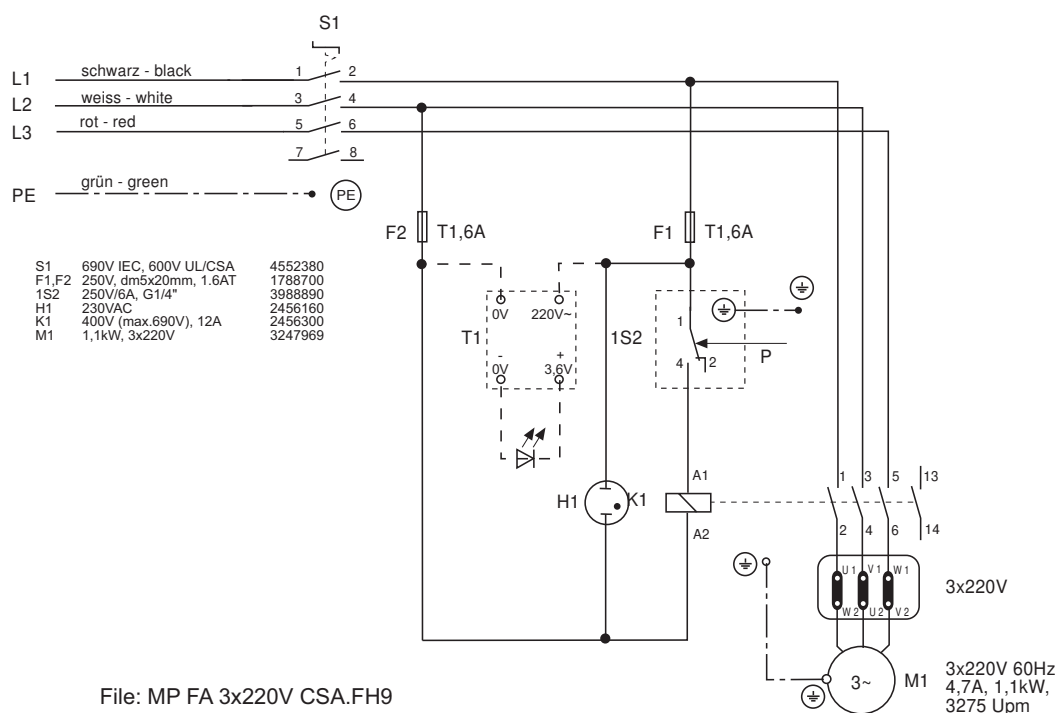 S1
L1 schwarz - black 1 2
L2 weiss - white 3 4
L3 rot - red 5 6
7 8
PE grün - green PE
F2 T1,6A F1 T1,6A
S1 690V IEC, 600V UL/CSA 4552380
F1,F2 250V, dm5x20mm, 1.6AT 1788700
1S2 250V/6A, G1/4" 3988890
H1 230VAC 2456160
K1 400V (max.690V), 12A 2456300
M1 1,1kW, 3x220V 3247969
0V 220V~
T1
- +
0V 3,6V
1S2
1
4 2
P
H1 K1
A1
A2
1 3 5 13
2 4 6 14
U1 V1 W1
W2 U2 V2
3x220V
3~ M1
3x220V 60Hz
4,7A, 1,1kW,
3275 Upm
File: MP FA 3x220V CSA.FH9